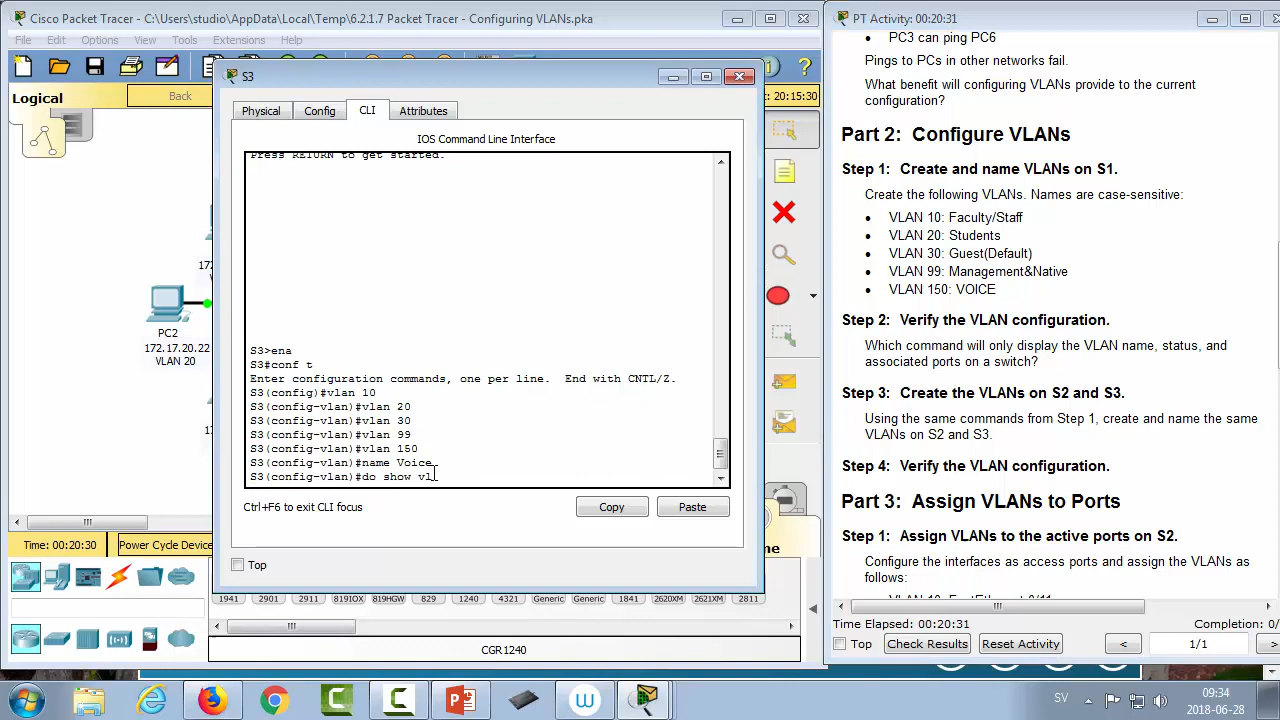 Cisco Packet Tracer - C:\Users\studio\AppData\Local\Temp\6.2.1.7 Packet Tracer - Configuring VLANs.pka
File Edit Options View Tools Extensions Help
Logical
Back
: 20:15:30
S3
Physical Config CLI Attributes
IOS Command Line Interface
Press RETURN to get started.
S3>ena
S3#conf t
Enter configuration commands, one per line. End with CNTL/Z.
S3(config)#vlan 10
S3(config-vlan)#vlan 20
S3(config-vlan)#vlan 30
S3(config-vlan)#vlan 99
S3(config-vlan)#vlan 150
S3(config-vlan)#name Voice
S3(config-vlan)#do show vl
Ctrl+F6 to exit CLI focus
Copy
Paste
Top
172
PC2
172.17.20.22
VLAN 20
Time: 00:20:30
Power Cycle Device
me
1941 2901 2911 819IOX 819HGW 829 1240 4321 Generic Generic 1841 2620XM 2621XM 2811
CGR1240
PT Activity: 00:20:31
• PC3 can ping PC6
Pings to PCs in other networks fail.
What benefit will configuring VLANs provide to the current
configuration?
Part 2: Configure VLANs
Step 1: Create and name VLANs on S1.
Create the following VLANs. Names are case-sensitive:
• VLAN 10: Faculty/Staff
• VLAN 20: Students
• VLAN 30: Guest(Default)
• VLAN 99: Management&Native
• VLAN 150: VOICE
Step 2: Verify the VLAN configuration.
Which command will only display the VLAN name, status, and
associated ports on a switch?
Step 3: Create the VLANs on S2 and S3.
Using the same commands from Step 1, create and name the same
VLANs on S2 and S3.
Step 4: Verify the VLAN configuration.
Part 3: Assign VLANs to Ports
Step 1: Assign VLANs to the active ports on S2.
Configure the interfaces as access ports and assign the VLANs as
follows:
Time Elapsed: 00:20:31
Completion: 0/
Top
Check Results
Reset Activity
<
1/1
>
SV
09:34
2018-06-28